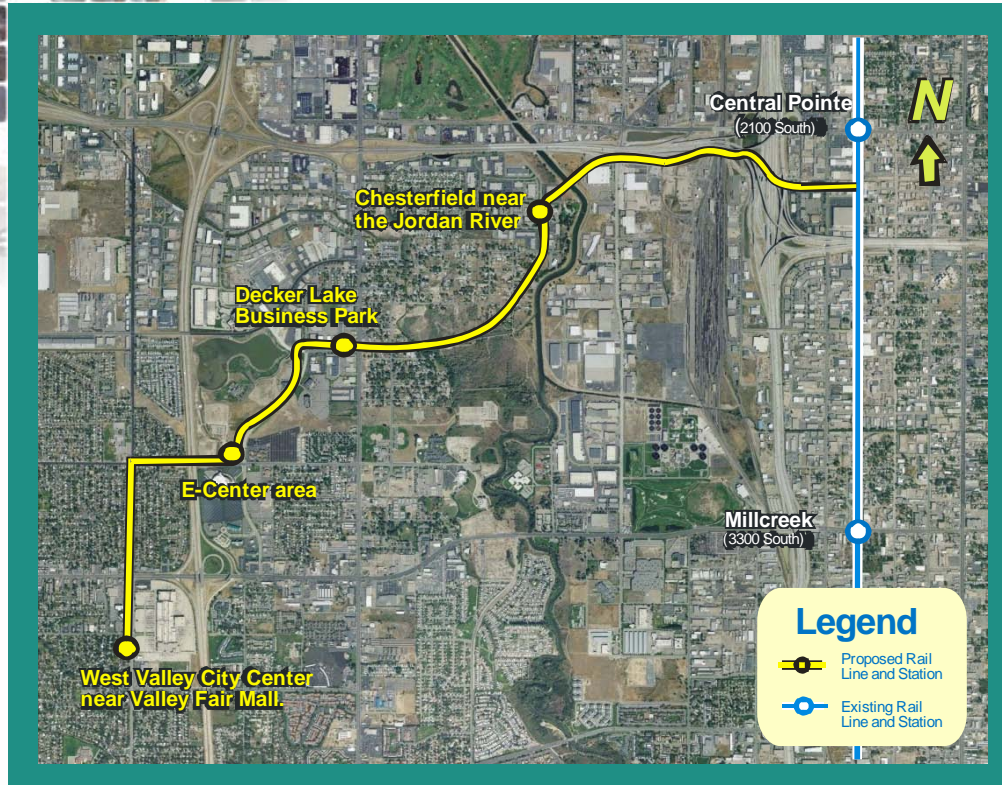 Central Pointe
(2100 South)
N
Chesterfield near
the Jordan River
Decker Lake
Business Park
E-Center area
Millcreek
(3300 South)
West Valley City Center
near Valley Fair Mall.
Legend
Proposed Rail
Line and Station
Existing Rail
Line and Station